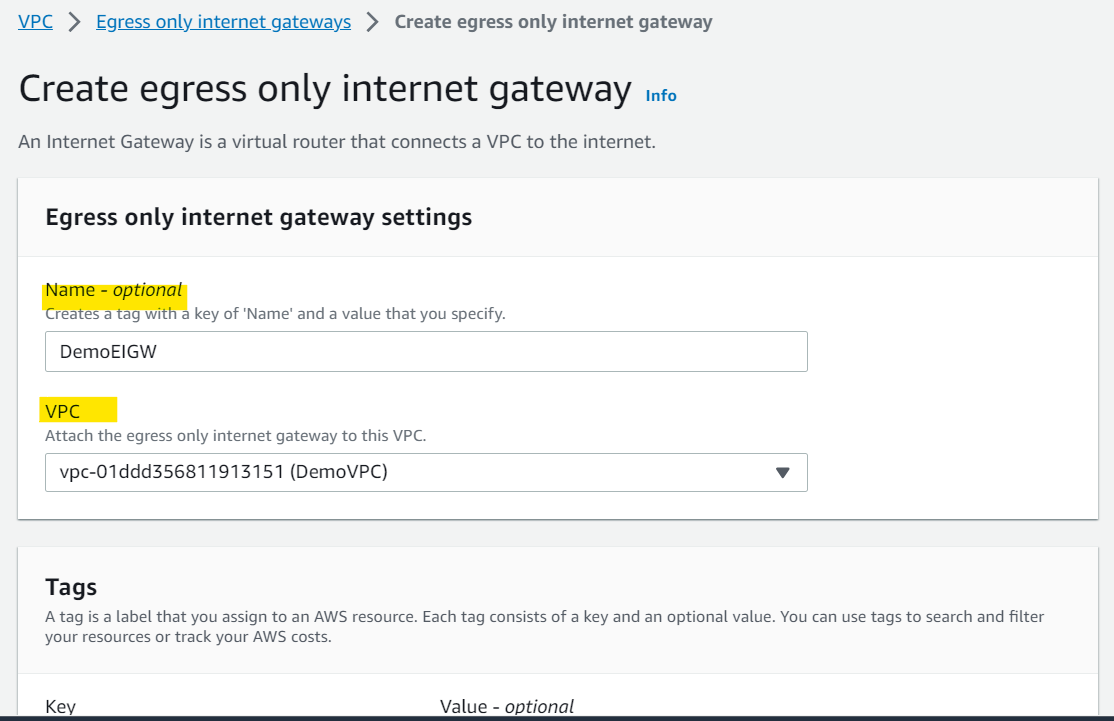 VPC > Egress only internet gateways > Create egress only internet gateway
Create egress only internet gateway Info
An Internet Gateway is a virtual router that connects a VPC to the internet.
Egress only internet gateway settings
Name - optional
Creates a tag with a key of 'Name' and a value that you specify.
DemoEIGW
VPC
Attach the egress only internet gateway to this VPC.
vpc-01ddd356811913151 (DemoVPC)
Tags
A tag is a label that you assign to an AWS resource. Each tag consists of a key and an optional value. You can use tags to search and filter
your resources or track your AWS costs.
Key Value - optional